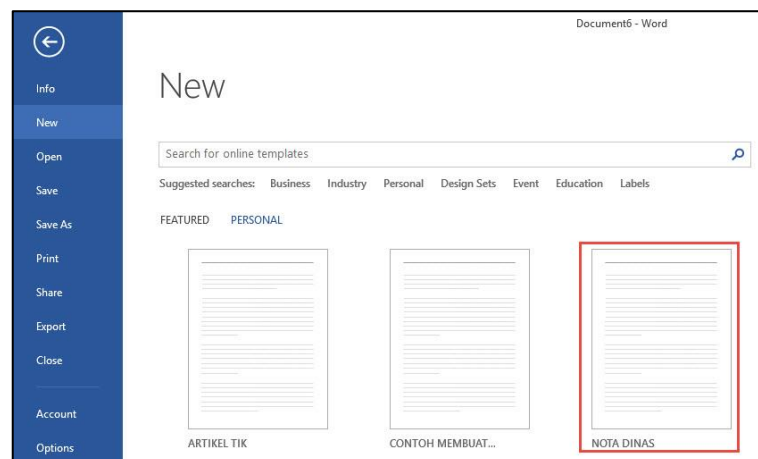 Document6 - Word
Info
New
Open
Save
Save As
Print
Share
Export
Close
Account
Options
New
Search for online templates
Suggested searches: Business Industry Personal Design Sets Event Education Labels
FEATURED PERSONAL
ARTIKEL TIK CONTOH MEMBUAT... NOTA DINAS